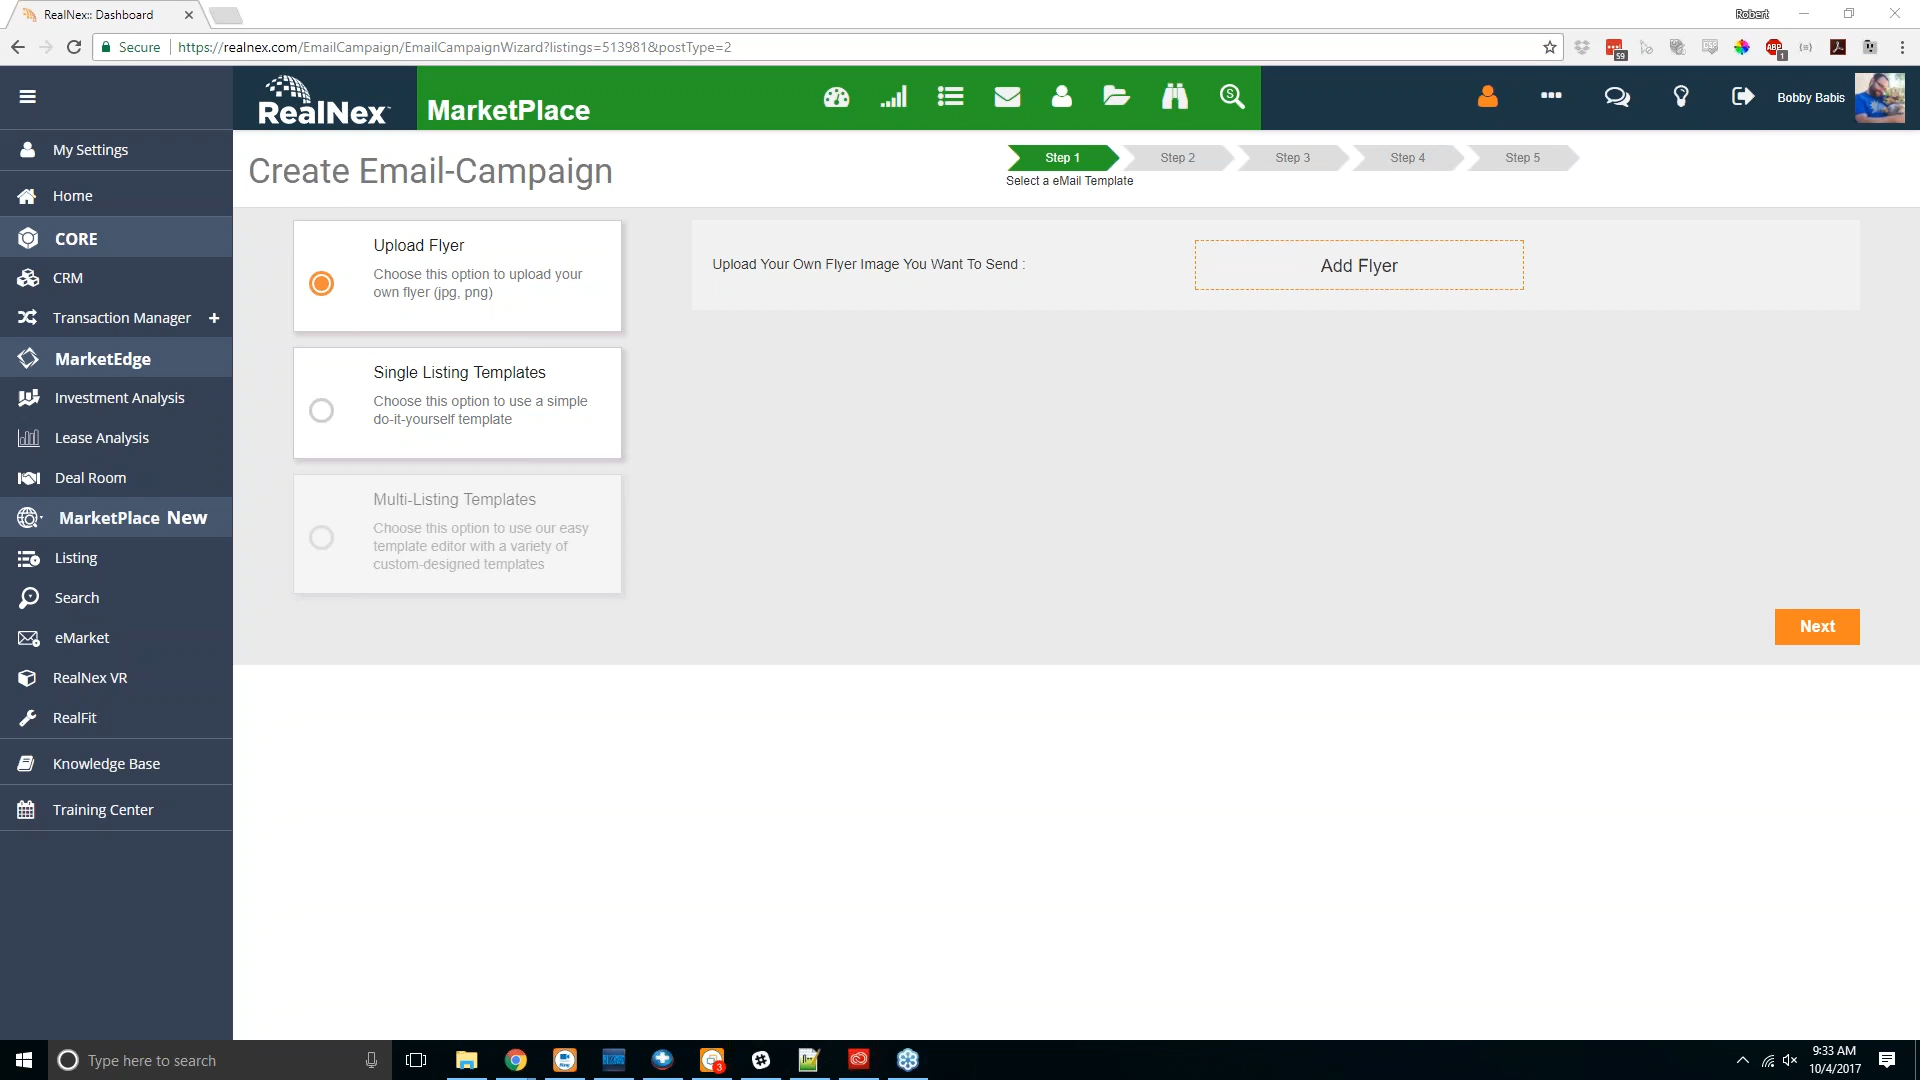 RealNex:: Dashboard
Robert
Secure
https://realnex.com/EmailCampaign/EmailCampaignWizard?listings=513981&postType=2
59
ABP
1
RealNex
MarketPlace
Bobby Babis
My Settings
Home
CORE
CRM
Transaction Manager +
MarketEdge
Investment Analysis
Lease Analysis
Deal Room
MarketPlace New
Listing
Search
eMarket
RealNex VR
RealFit
Knowledge Base
Training Center
Create Email-Campaign
Step 1
Step 2
Step 3
Step 4
Step 5
Select a eMail Template
Upload Flyer
Choose this option to upload your
own flyer (jpg, png)
Single Listing Templates
Choose this option to use a simple
do-it-yourself template
Multi-Listing Templates
Choose this option to use our easy
template editor with a variety of
custom-designed templates
Upload Your Own Flyer Image You Want To Send :
Add Flyer
Next
Type here to search
3
9:33 AM
10/4/2017